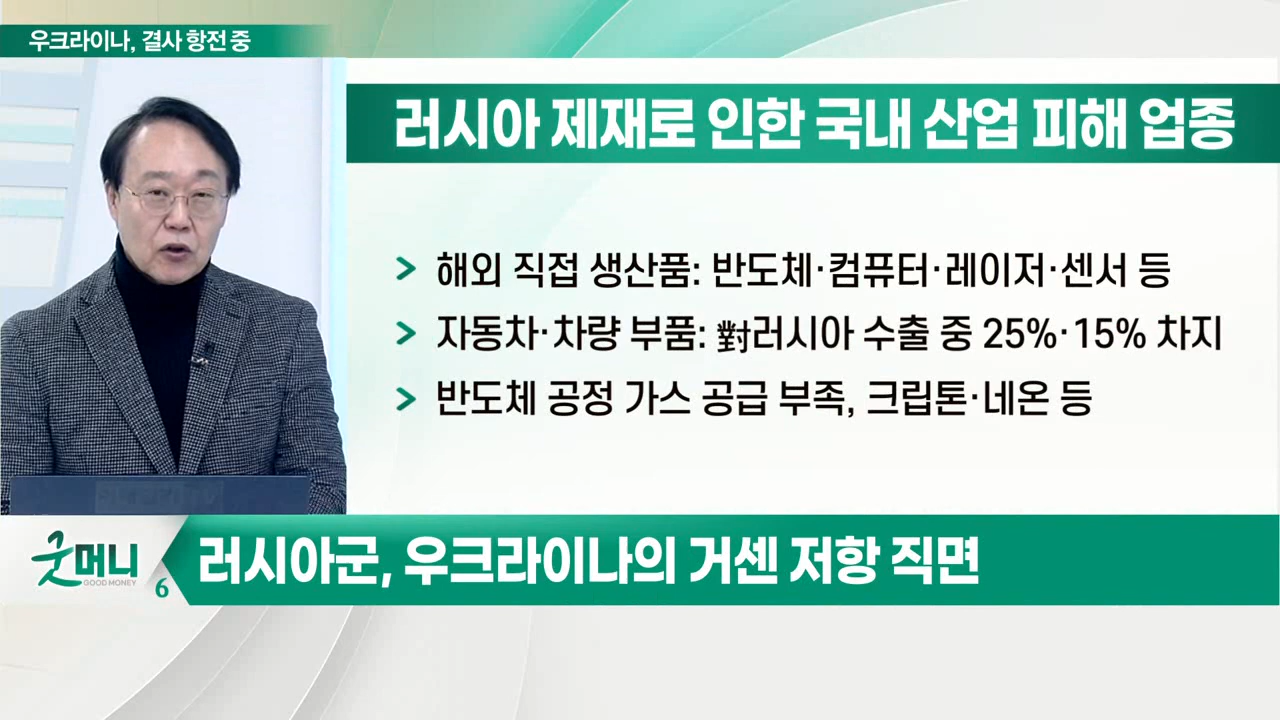 우크라이나, 결사 항전 중
러시아 제재로 인한 국내 산업 피해 업종
> 해외 직접 생산품: 반도체·컴퓨터·레이저·센서 등
> 자동차·차량 부품: 對러시아 수출 중 25%·15% 차지
> 반도체 공정 가스 공급 부족, 크립톤·네온 등
굿머니
GOOD MONEY
6
러시아군, 우크라이나의 거센 저항 직면